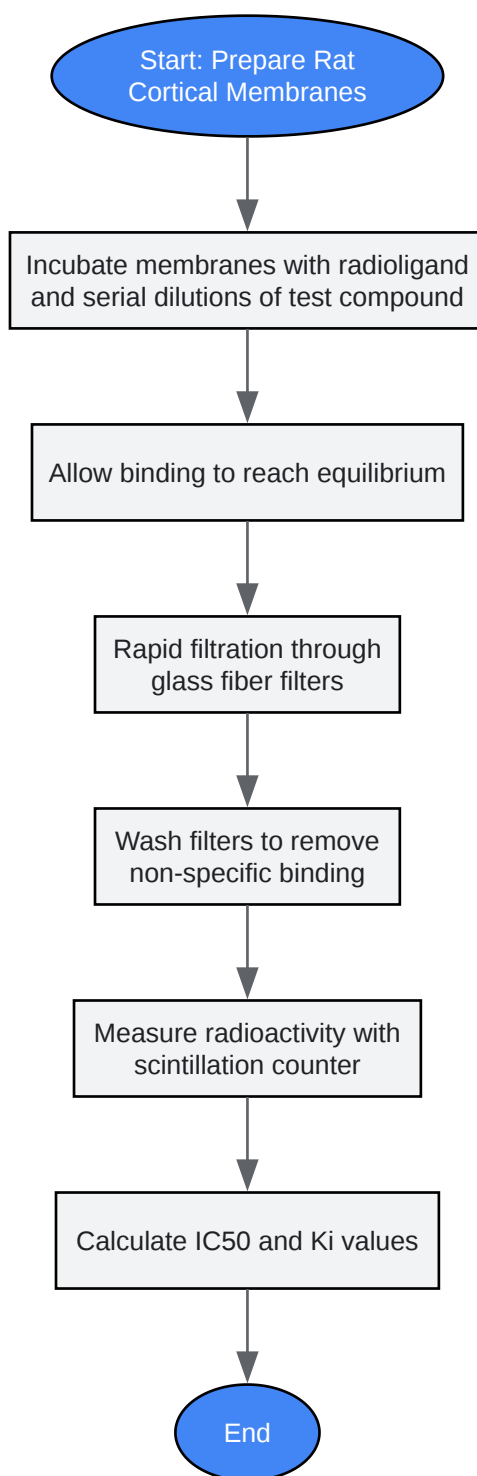 Start: Prepare Rat
Cortical Membranes
Incubate membranes with radioligand
and serial dilutions of test compound
Allow binding to reach equilibrium
Rapid filtration through
glass fiber filters
Wash filters to remove
non-specific binding
Measure radioactivity with
scintillation counter
Calculate IC50 and Ki values
End